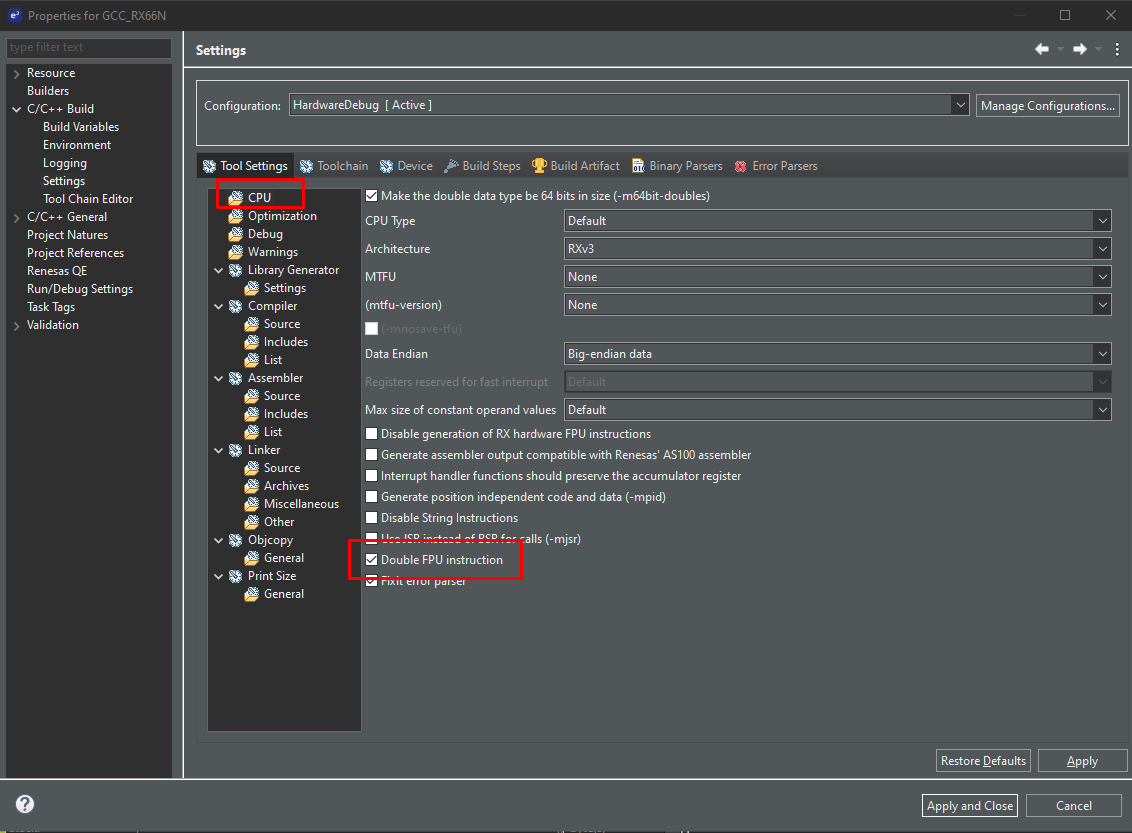 e² Properties for GCC_RX66N
type filter text
Resource
Builders
C/C++ Build
Build Variables
Environment
Logging
Settings
Tool Chain Editor
C/C++ General
Project Natures
Project References
Renesas QE
Run/Debug Settings
Task Tags
Validation
Settings
Configuration: HardwareDebug [ Active ] Manage Configurations...
Tool Settings Toolchain Device Build Steps Build Artifact Binary Parsers Error Parsers
CPU
Optimization
Debug
Warnings
Library Generator
Settings
Compiler
Source
Includes
List
Assembler
Source
Includes
List
Linker
Source
Archives
Miscellaneous
Other
Objcopy
General
Print Size
General
Make the double data type be 64 bits in size (-m64bit-doubles)
CPU Type Default
Architecture RXv3
MTFU None
(mtfu-version) None
(-mnosave-tfu)
Data Endian Big-endian data
Registers reserved for fast interrupt Default
Max size of constant operand values Default
Disable generation of RX hardware FPU instructions
Generate assembler output compatible with Renesas' AS100 assembler
Interrupt handler functions should preserve the accumulator register
Generate position independent code and data (-mpid)
Disable String Instructions
Use JSR instead of BSR for calls (-mjsr)
Double FPU instruction
Fixit error parser
Restore Defaults Apply
? Apply and Close Cancel